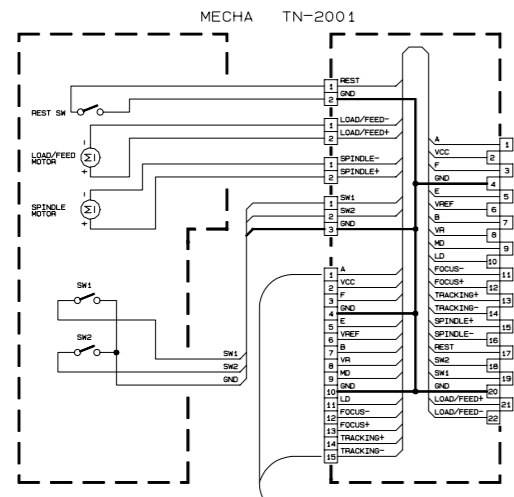 MECHA TN-2001
REST SW
LOAD/FEED
MOTOR
-
+
SPINDLE
MOTOR
-
+
SW1
SW2
SW1
SW2
GND
1 REST
2 GND
1 LOAD/FEED-
2 LOAD/FEED+
1 SPINDLE-
2 SPINDLE+
1 SW1
2 SW2
3 GND
1 A
2 VCC
3 F
4 GND
5 E
6 VREF
7 B
8 VR
9 MD
10 GND
11 LD
12 FOCUS-
13 FOCUS+
14 TRACKING+
15 TRACKING-
A 1
VCC 2
F 3
GND 4
E 5
VREF 6
B 7
VR 8
MD 9
LD 10
FOCUS- 11
FOCUS+ 12
TRACKING+ 13
TRACKING- 14
SPINDLE+ 15
SPINDLE- 16
REST 17
SW2 18
SW1 19
GND 20
LOAD/FEED+ 21
LOAD/FEED- 22